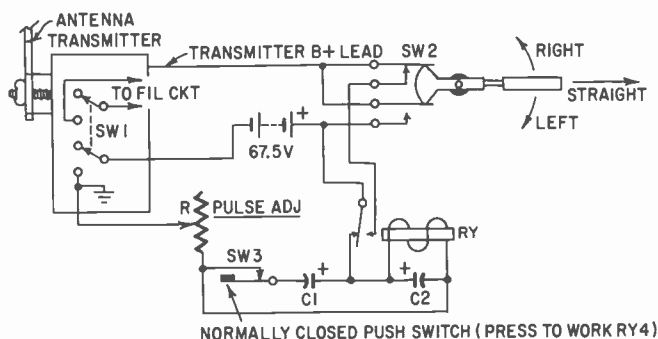 ANTENNA
TRANSMITTER
TRANSMITTER B+ LEAD
SW2
RIGHT
TO FIL CKT
STRAIGHT
SW1
+
LEFT
67.5V
R
PULSE ADJ
RY
SW3
+
+
C1
C2
NORMALLY CLOSED PUSH SWITCH (PRESS TO WORK RY4)